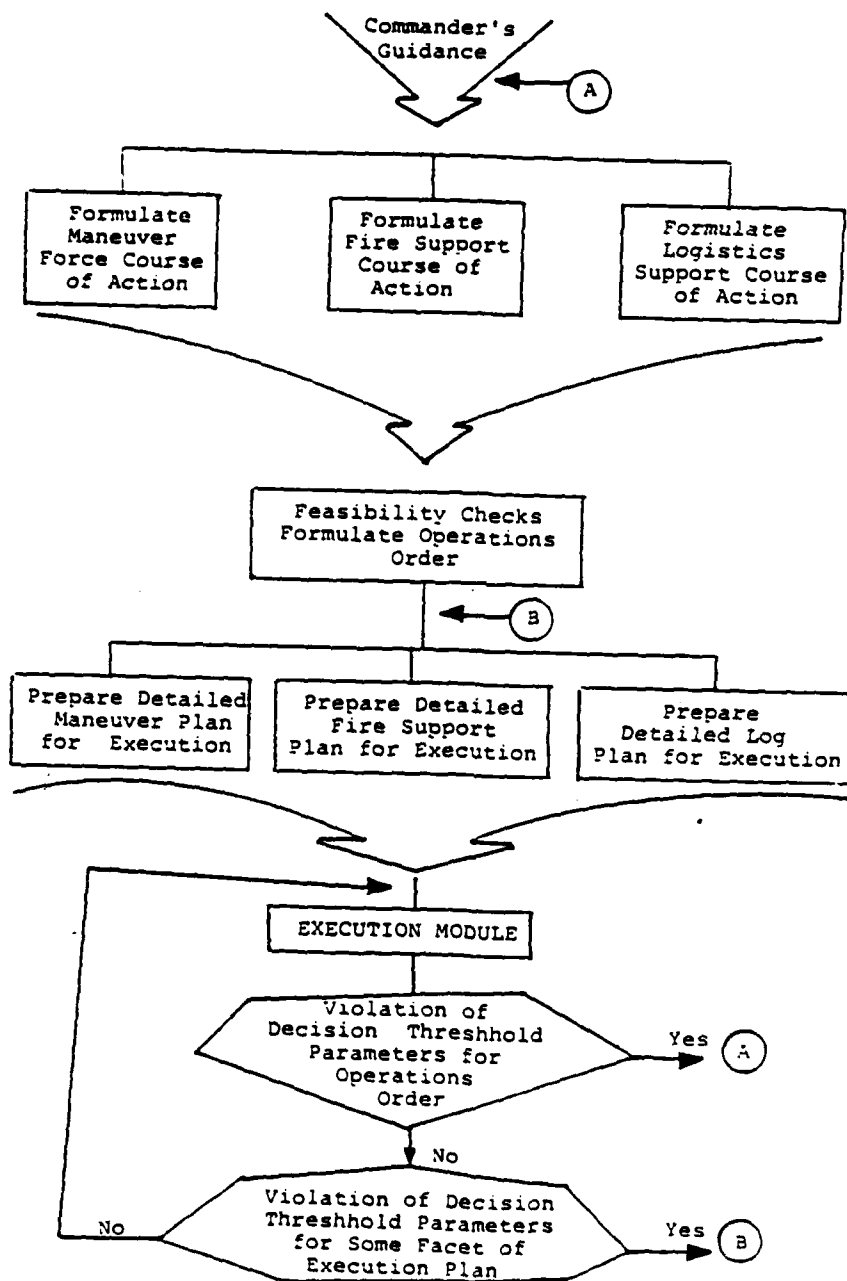 Commander's
Guidance
A
Formulate
Maneuver
Force Course
of Action
Formulate
Fire Support
Course of
Action
Formulate
Logistics
Support Course
of Action
Feasibility Checks
Formulate Operations
Order
B
Prepare Detailed
Maneuver Plan
for Execution
Prepare Detailed
Fire Support
Plan for Execution
Prepare
Detailed Log
Plan for Execution
EXECUTION MODULE
Violation of
Decision Threshhold
Parameters for
Operations
Order
Yes
A
No
Violation of Decision
Threshhold Parameters
for Some Facet of
Execution Plan
No
Yes
B